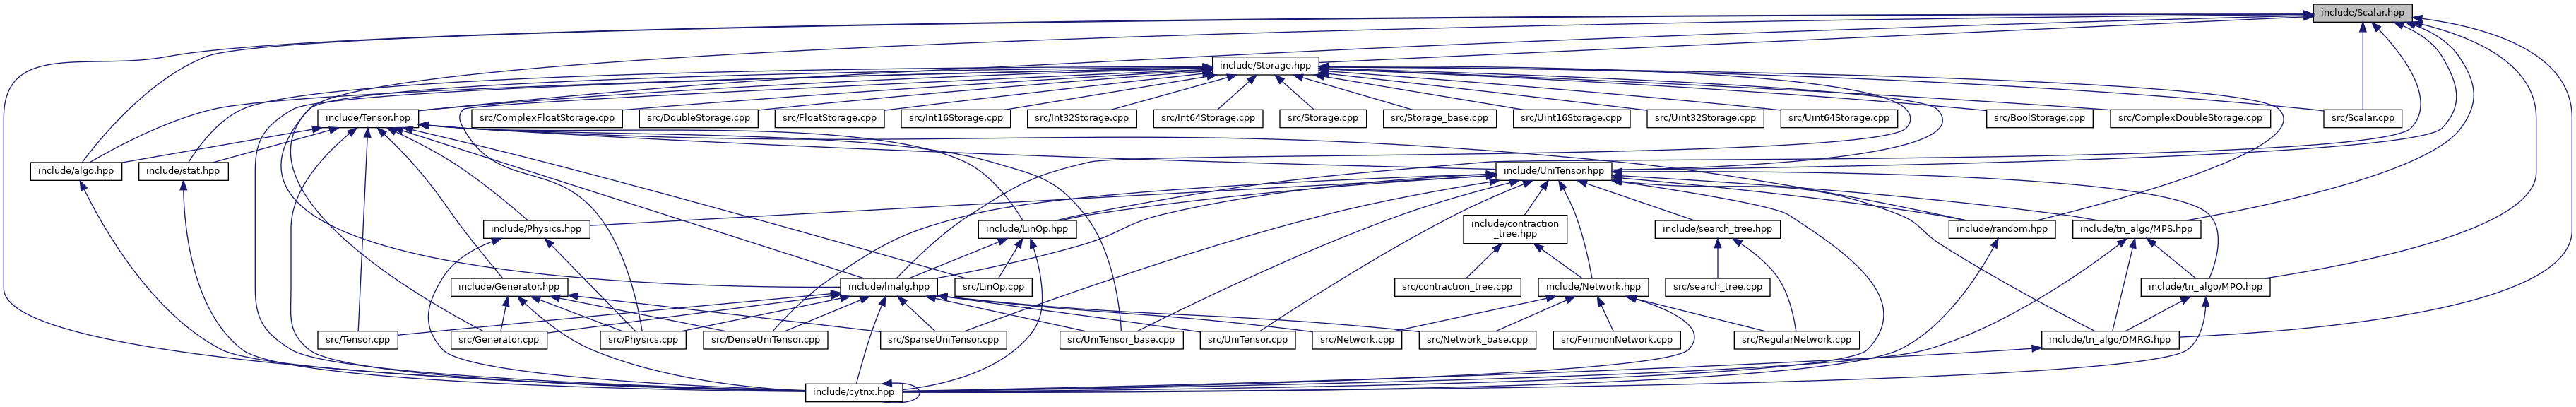 include/Scalar.hpp
include/Storage.hpp
include/Tensor.hpp
src/ComplexFloatStorage.cpp
src/DoubleStorage.cpp
src/FloatStorage.cpp
src/Int16Storage.cpp
src/Int32Storage.cpp
src/Int64Storage.cpp
src/Storage.cpp
src/Storage_base.cpp
src/Uint16Storage.cpp
src/Uint32Storage.cpp
src/Uint64Storage.cpp
src/BoolStorage.cpp
src/ComplexDoubleStorage.cpp
src/Scalar.cpp
include/algo.hpp
include/stat.hpp
include/UniTensor.hpp
include/Physics.hpp
include/LinOp.hpp
include/contraction
_tree.hpp
include/search_tree.hpp
include/random.hpp
include/tn_algo/MPS.hpp
include/Generator.hpp
include/linalg.hpp
src/LinOp.cpp
src/contraction_tree.cpp
include/Network.hpp
src/search_tree.cpp
include/tn_algo/MPO.hpp
src/Tensor.cpp
src/Generator.cpp
src/Physics.cpp
src/DenseUniTensor.cpp
src/SparseUniTensor.cpp
src/UniTensor_base.cpp
src/UniTensor.cpp
src/Network.cpp
src/Network_base.cpp
src/FermionNetwork.cpp
src/RegularNetwork.cpp
include/tn_algo/DMRG.hpp
include/cytnx.hpp